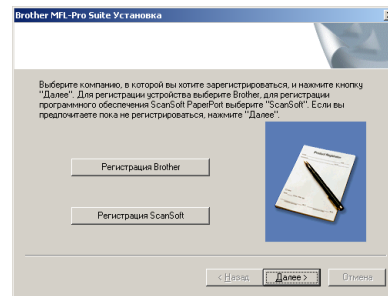 Brother MFL-Pro Suite Установка
Выберите компанию, в которой вы хотите зарегистрироваться, и нажмите кнопку
"Далее". Для регистрации устройства выберите Brother, для регистрации
программного обеспечения ScanSoft PaperPort выберите "ScanSoft". Если вы
предпочитаете пока не регистрироваться, нажмите "Далее".
Product Registration
Регистрация Brother
Регистрация ScanSoft
< Назад
Далее >
Отмена